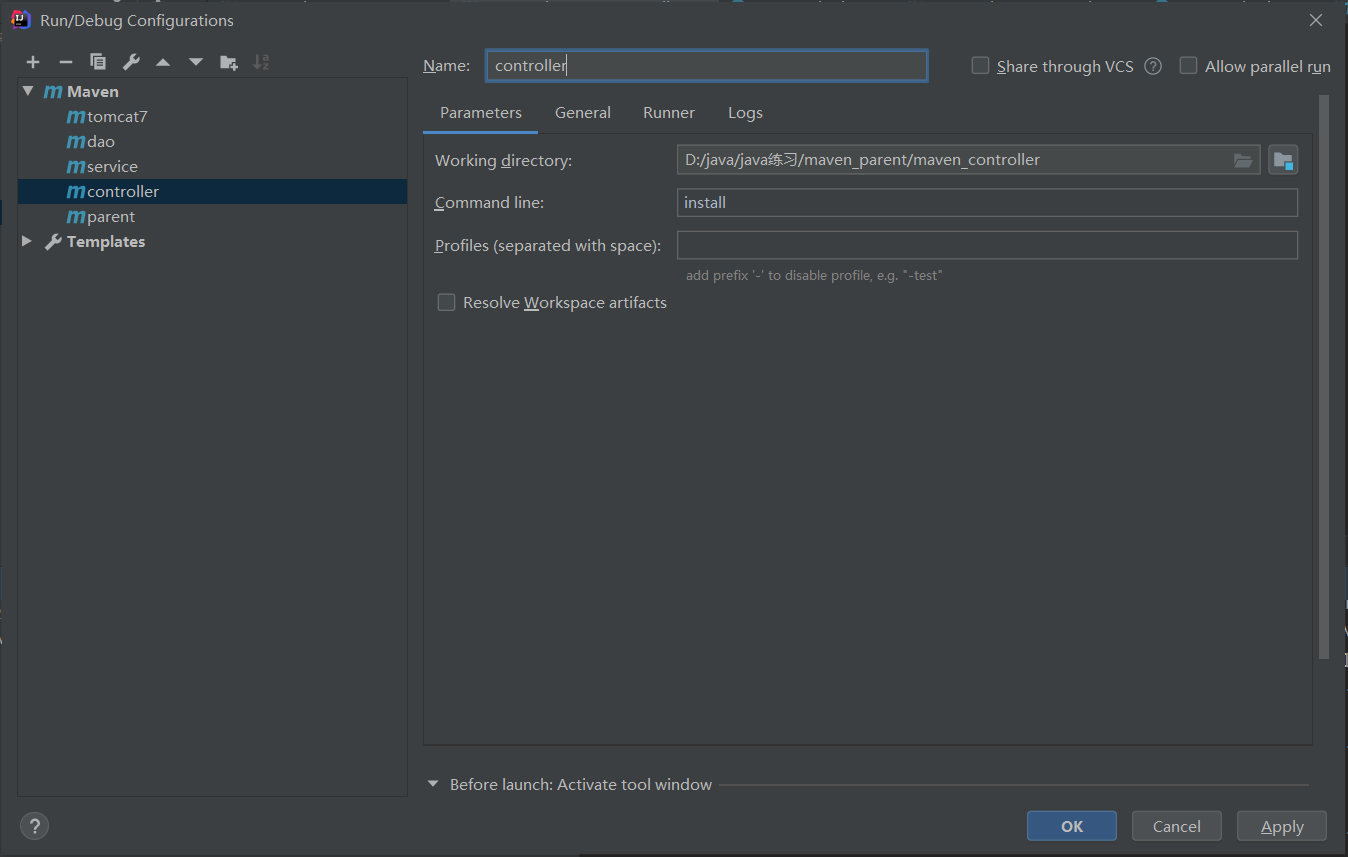 Run/Debug Configurations
Name: controller
Share through VCS
Allow parallel run
Maven
tomcat7
dao
service
controller
parent
Templates
Parameters General Runner Logs
Working directory: D:/java/java练习/maven_parent/maven_controller
Command line: install
Profiles (separated with space):
add prefix '-' to disable profile, e.g. "-test"
Resolve Workspace artifacts
Before launch: Activate tool window
? OK Cancel Apply